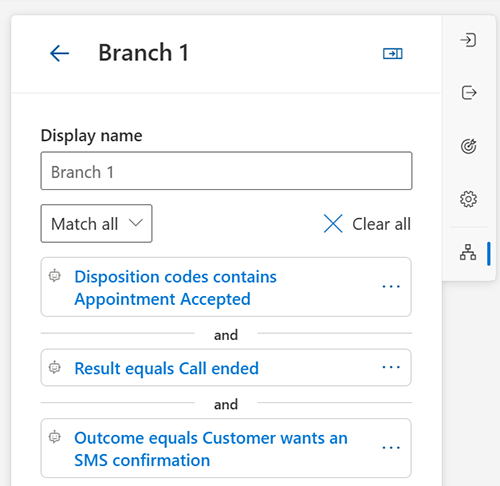 Branch 1
Display name
Branch 1
Match all
Clear all
Disposition codes contains
Appointment Accepted
and
Result equals Call ended
and
Outcome equals Customer wants an
SMS confirmation